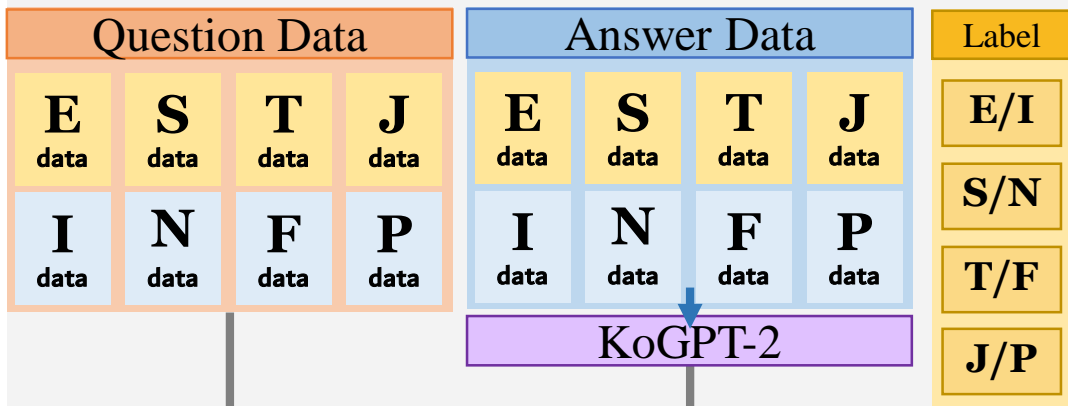 Question Data
E S T J
data data data data
I N F P
data data data data
Answer Data
E S T J
data data data data
I N F P
data data data data
KoGPT-2
Label
E/I
S/N
T/F
J/P